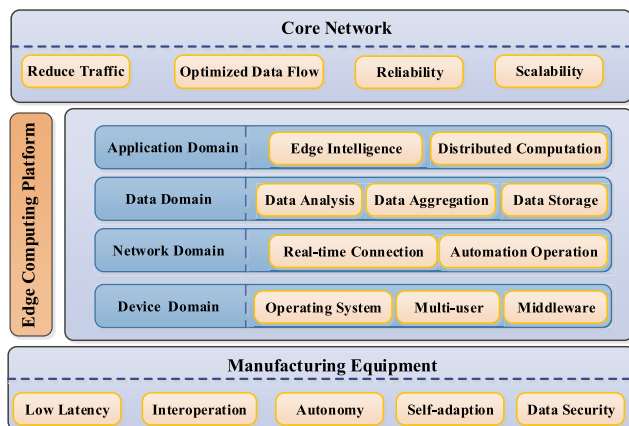 Core Network
Reduce Traffic
Optimized Data Flow
Reliability
Scalability
Edge Computing Platform
Application Domain
Edge Intelligence
Distributed Computation
Data Domain
Data Analysis
Data Aggregation
Data Storage
Network Domain
Real-time Connection
Automation Operation
Device Domain
Operating System
Multi-user
Middleware
Manufacturing Equipment
Low Latency
Interoperation
Autonomy
Self-adaption
Data Security